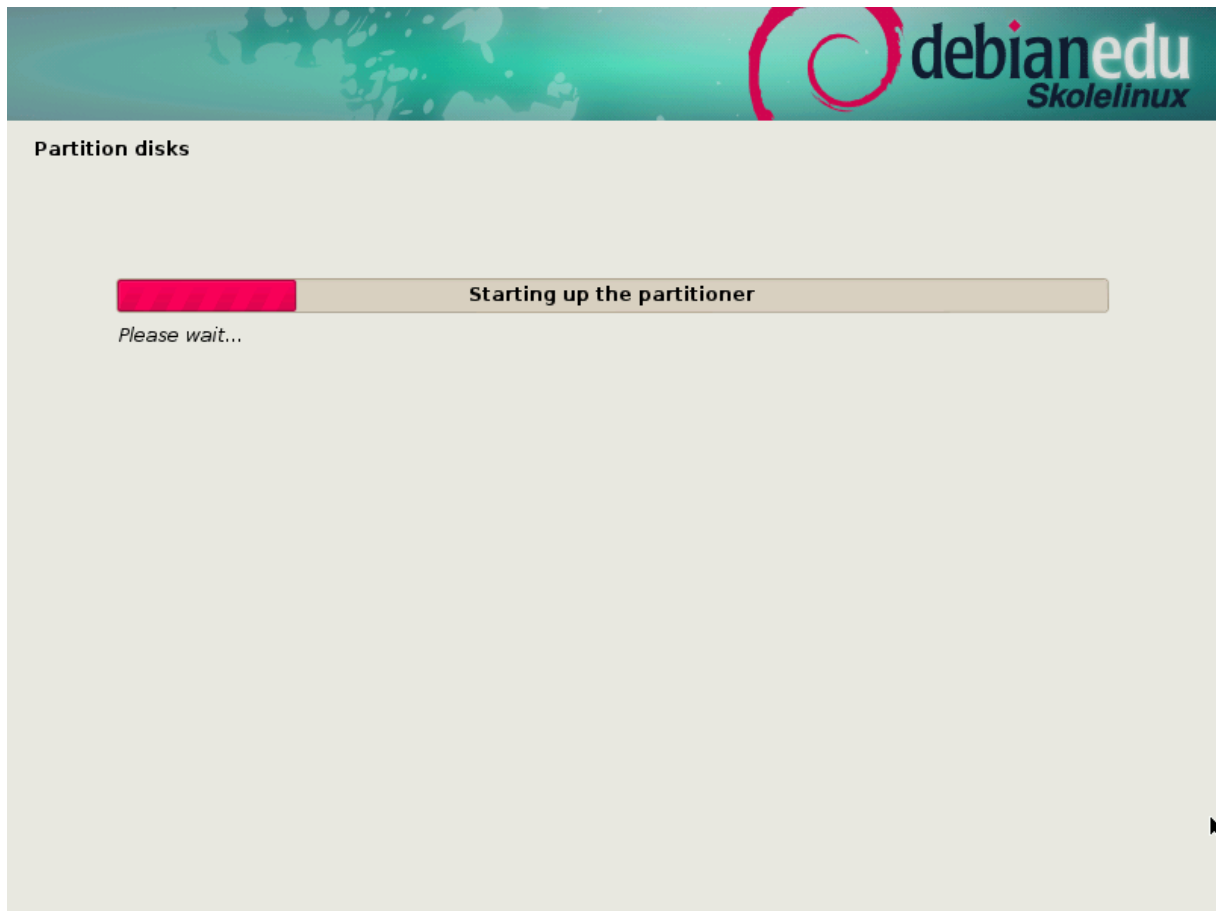 debianedu
Skolelinux
Partition disks
Starting up the partitioner
Please wait...